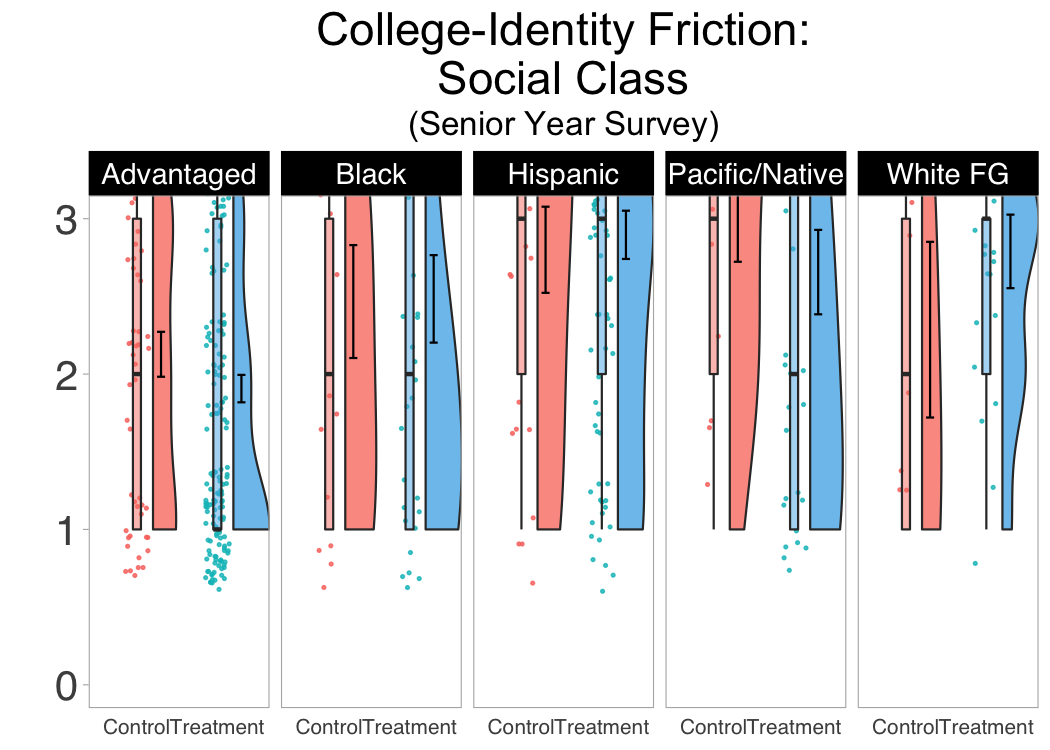 College-Identity Friction:
Social Class
(Senior Year Survey)
Advantaged Black Hispanic Pacific/Native White FG
3
2
1
0
ControlTreatment ControlTreatment ControlTreatment ControlTreatment ControlTreatment